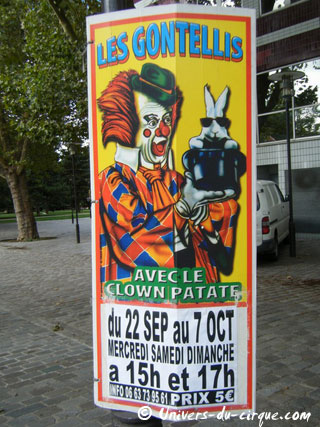 LES GONTELLIS
AVEC LE
CLOWN PATATE
du 22 SEP au 7 OCT
MERCREDI SAMEDI DIMANCHE
a 15h et 17h
INFO 06 63 73 95 61 PRIX 5€
© Univers-du-cirque.com